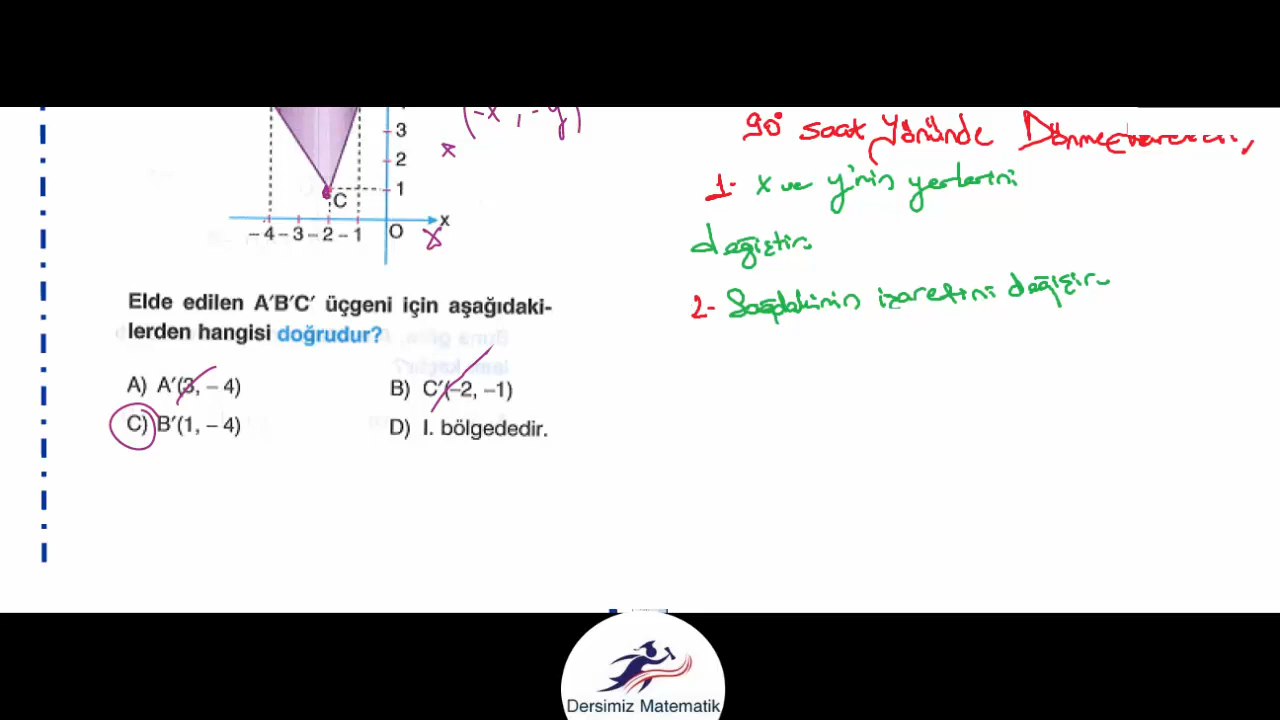 (-x, -y)
3
2
1
C
x
-4 -3 -2 -1 O
x
Elde edilen A'B'C' üçgeni için aşağıdaki-
lerden hangisi doğrudur?
A) A'(3, -4)
B) C'(-2, -1)
C) B'(1, -4)
D) I. bölgededir.
90° saat yönünde
1- x ve y'nin yerlerini
değiştir.
2- Sağdakinin işaretini değiştir.
Dersimiz Matematik